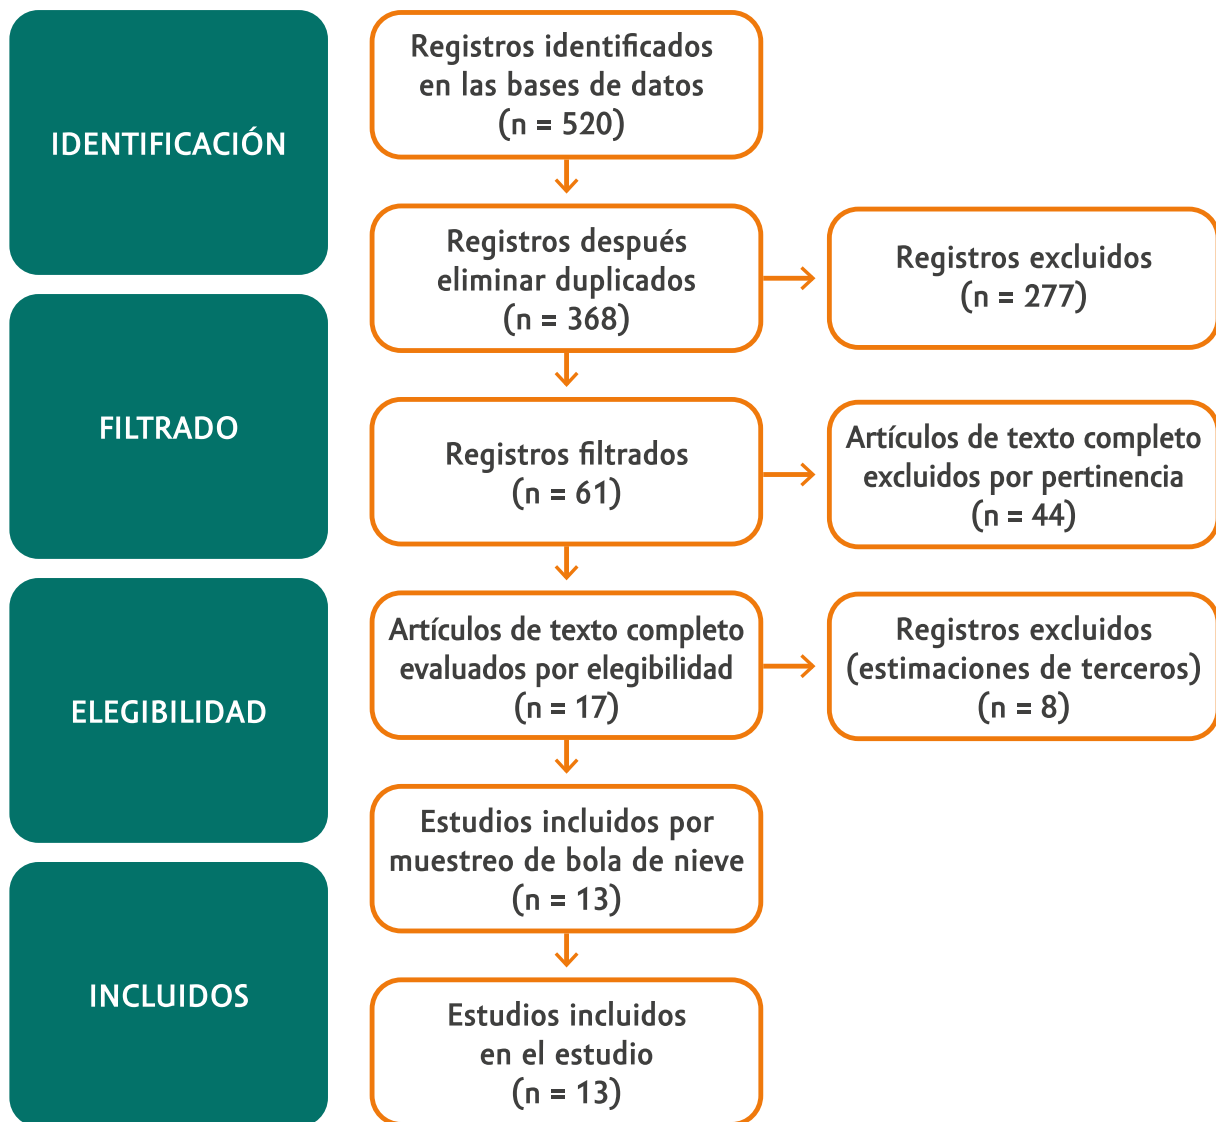 IDENTIFICACIÓN
Registros identificados
en las bases de datos
(n = 520)
Registros después
eliminar duplicados
(n = 368)
Registros excluidos
(n = 277)
FILTRADO
Registros filtrados
(n = 61)
Artículos de texto completo
excluidos por pertinencia
(n = 44)
ELEGIBILIDAD
Artículos de texto completo
evaluados por elegibilidad
(n = 17)
Registros excluidos
(estimaciones de terceros)
(n = 8)
Estudios incluidos por
muestreo de bola de nieve
(n = 13)
INCLUIDOS
Estudios incluidos
en el estudio
(n = 13)